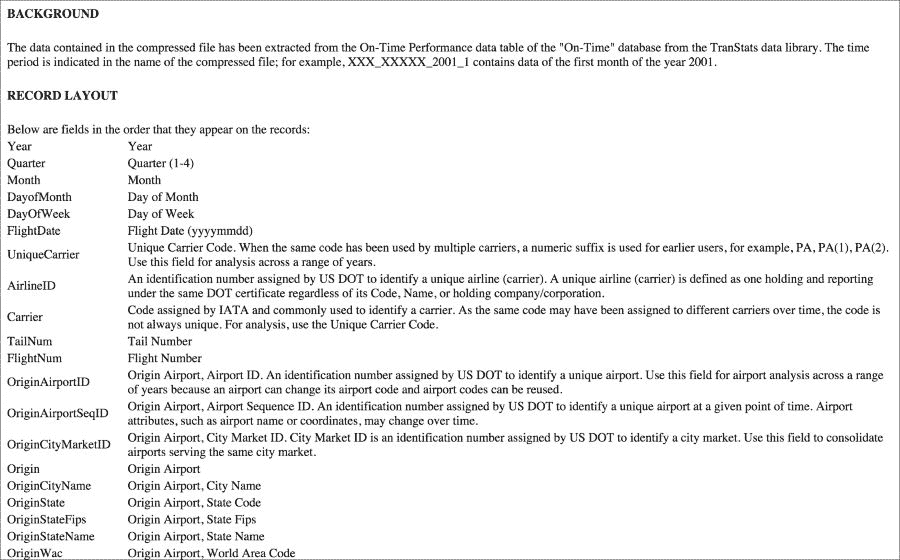 BACKGROUND
The data contained in the compressed file has been extracted from the On-Time Performance data table of the "On-Time" database from the TranStats data library. The time
period is indicated in the name of the compressed file; for example, XXX_XXXXX_2001_1 contains data of the first month of the year 2001.
RECORD LAYOUT
Below are fields in the order that they appear on the records:
Year Year
Quarter Quarter (1-4)
Month Month
DayofMonth Day of Month
DayOfWeek Day of Week
FlightDate Flight Date (yyyymmdd)
UniqueCarrier Unique Carrier Code. When the same code has been used by multiple carriers, a numeric suffix is used for earlier users, for example, PA, PA(1), PA(2).
Use this field for analysis across a range of years.
AirlineID An identification number assigned by US DOT to identify a unique airline (carrier). A unique airline (carrier) is defined as one holding and reporting
under the same DOT certificate regardless of its Code, Name, or holding company/corporation.
Carrier Code assigned by IATA and commonly used to identify a carrier. As the same code may have been assigned to different carriers over time, the code is
not always unique. For analysis, use the Unique Carrier Code.
TailNum Tail Number
FlightNum Flight Number
OriginAirportID Origin Airport, Airport ID. An identification number assigned by US DOT to identify a unique airport. Use this field for airport analysis across a range
of years because an airport can change its airport code and airport codes can be reused.
OriginAirportSeqID Origin Airport, Airport Sequence ID. An identification number assigned by US DOT to identify a unique airport at a given point of time. Airport
attributes, such as airport name or coordinates, may change over time.
OriginCityMarketID Origin Airport, City Market ID. City Market ID is an identification number assigned by US DOT to identify a city market. Use this field to consolidate
airports serving the same city market.
Origin Origin Airport
OriginCityName Origin Airport, City Name
OriginState Origin Airport, State Code
OriginStateFips Origin Airport, State Fips
OriginStateName Origin Airport, State Name
OriginWac Origin Airport, World Area Code